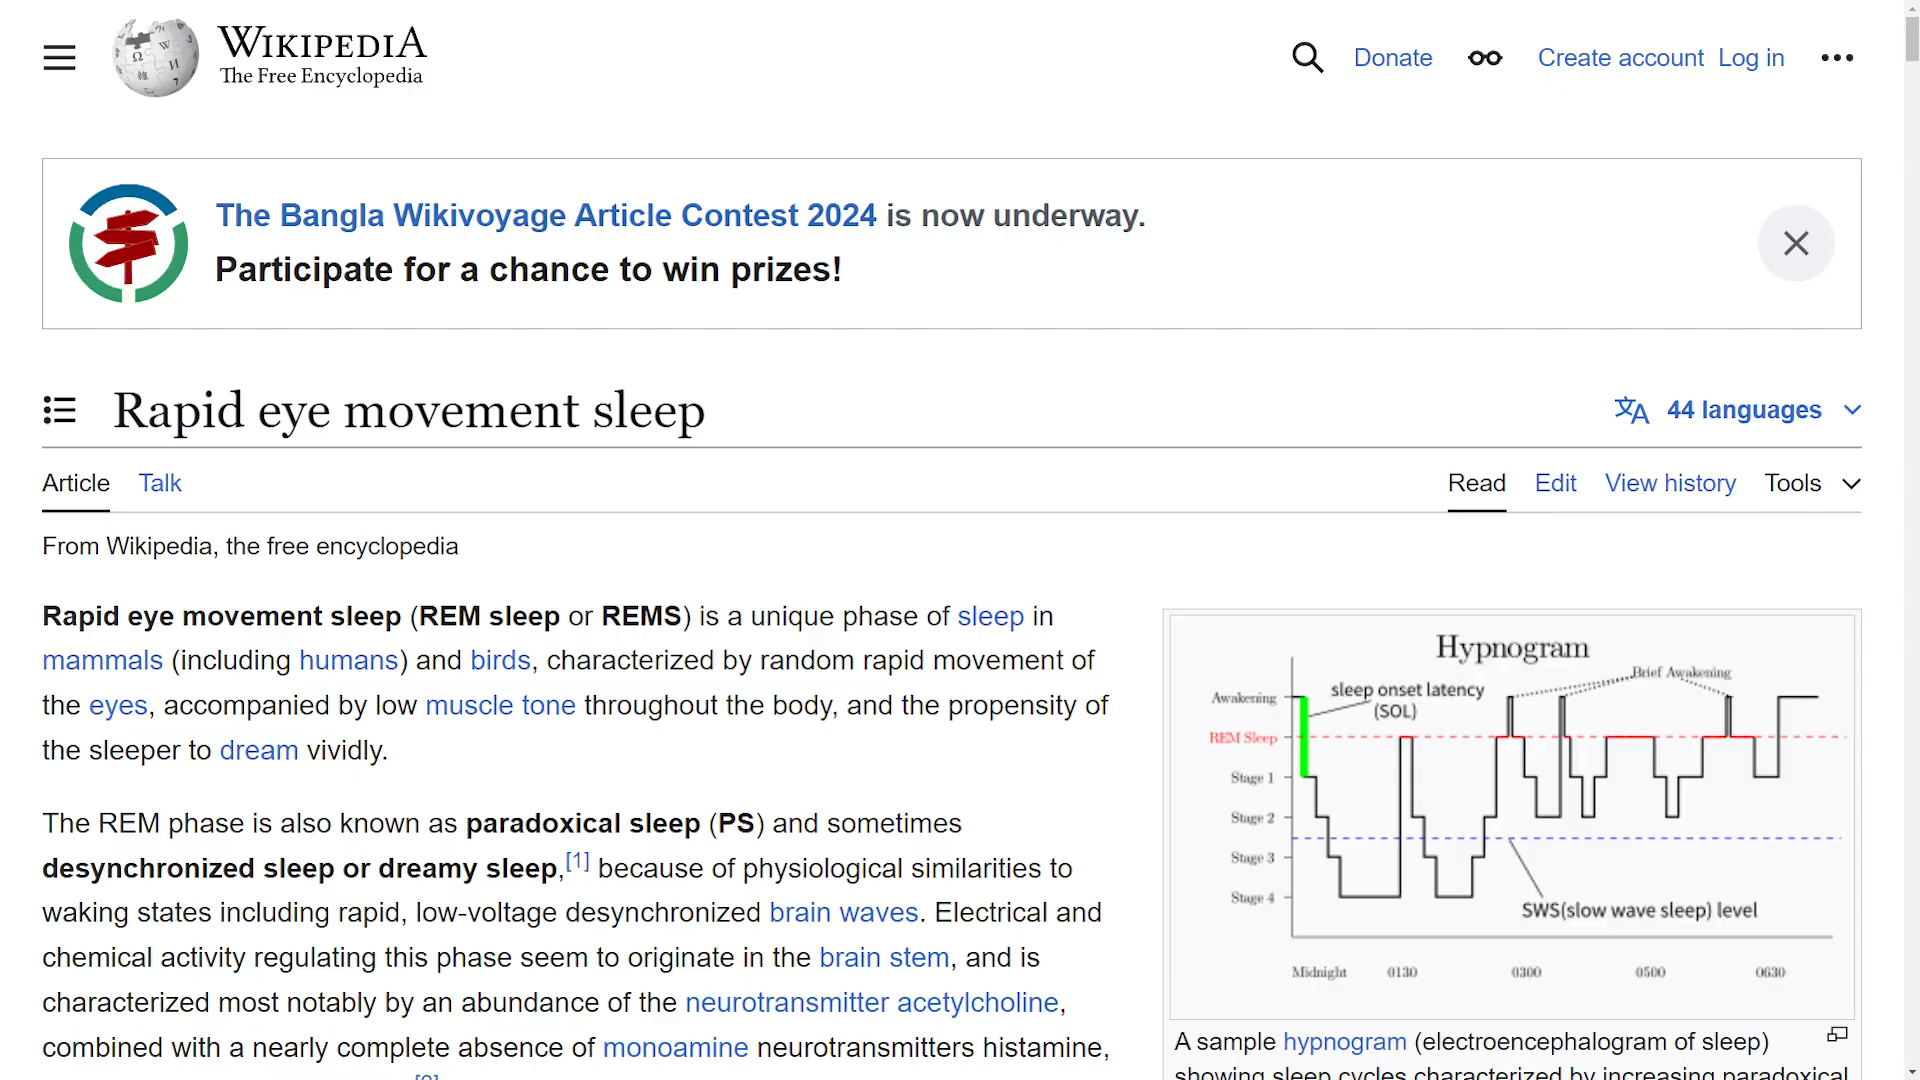 WIKIPEDIA
The Free Encyclopedia
Donate
Create account
Log in
The Bangla Wikivoyage Article Contest 2024 is now underway.
Participate for a chance to win prizes!
Rapid eye movement sleep
44 languages
Article
Talk
Read
Edit
View history
Tools
From Wikipedia, the free encyclopedia
Rapid eye movement sleep (REM sleep or REMS) is a unique phase of sleep in
mammals (including humans) and birds, characterized by random rapid movement of
the eyes, accompanied by low muscle tone throughout the body, and the propensity of
the sleeper to dream vividly.
The REM phase is also known as paradoxical sleep (PS) and sometimes
desynchronized sleep or dreamy sleep,[1] because of physiological similarities to
waking states including rapid, low-voltage desynchronized brain waves. Electrical and
chemical activity regulating this phase seem to originate in the brain stem, and is
characterized most notably by an abundance of the neurotransmitter acetylcholine,
combined with a nearly complete absence of monoamine neurotransmitters histamine,
Hypnogram
Brief Awakening
sleep onset latency
(SOL)
Awakening
REM Sleep
Stage 1
Stage 2
Stage 3
Stage 4
SWS(slow wave sleep) level
Midnight
0130
0300
0500
0630
A sample hypnogram (electroencephalogram of sleep)
showing sleep cycles characterized by increasing paradoxical